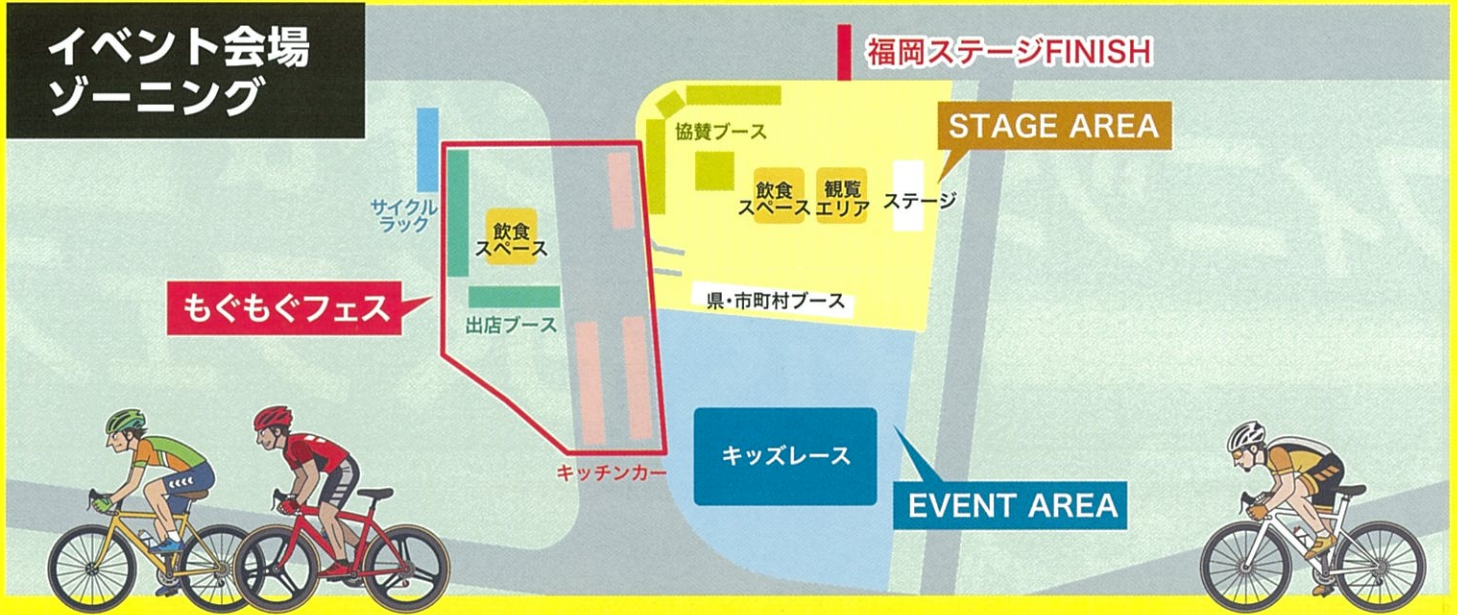 イベント会場
ゾーニング
福岡ステージFINISH
STAGE AREA
協賛ブース
飲食
スペース
観覧
エリア
ステージ
サイクル
ラック
飲食
スペース
もぐもぐフェス
出店ブース
県・市町村ブース
キッチンカー
キッズレース
EVENT AREA